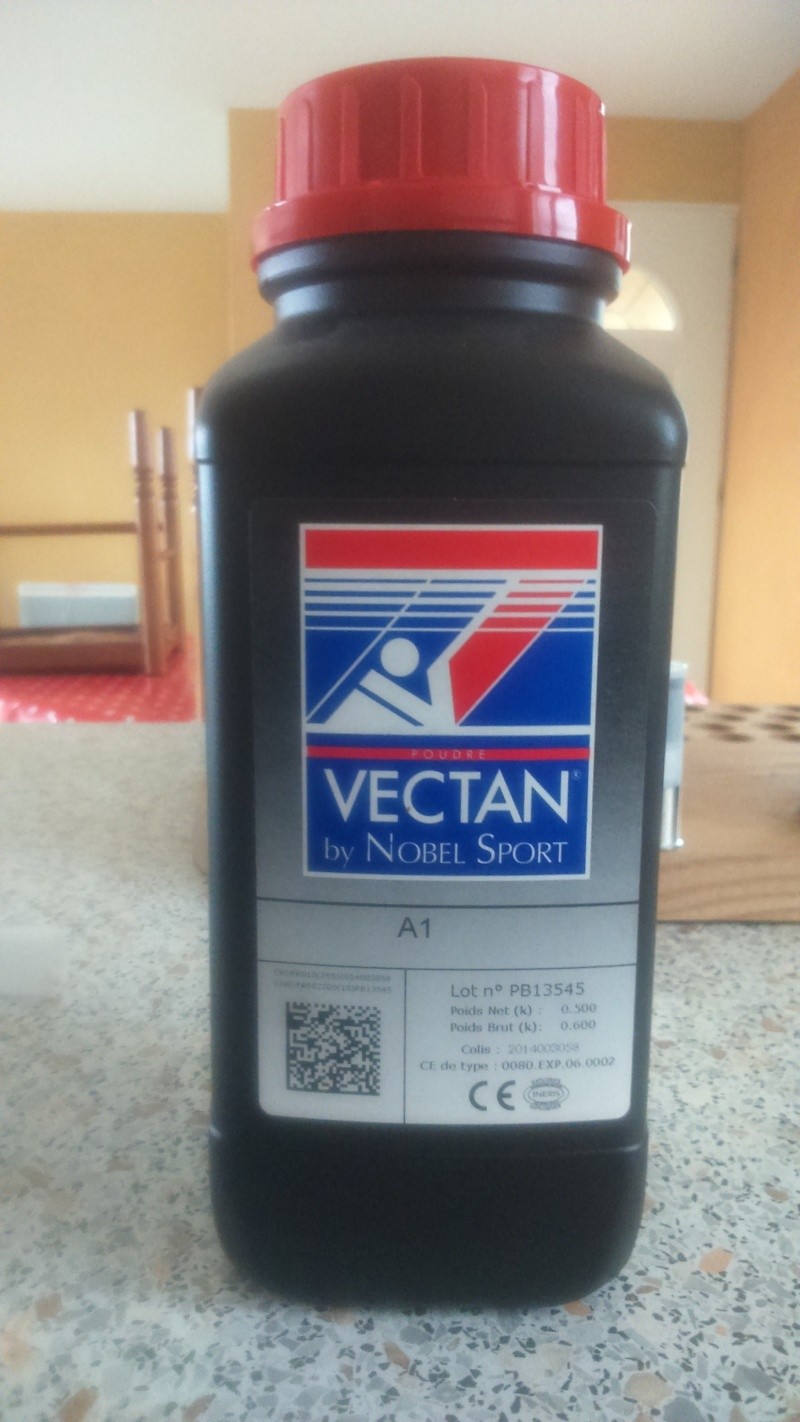 POUDRE
VECTAN®
by NOBEL SPORT
A1
Lot n° PB13545
Poids Net (k) : 0.500
Poids Brut (k): 0.600
Colis : 2014003058
CE de type : 0080.EXP.06.0002
CE INERIS